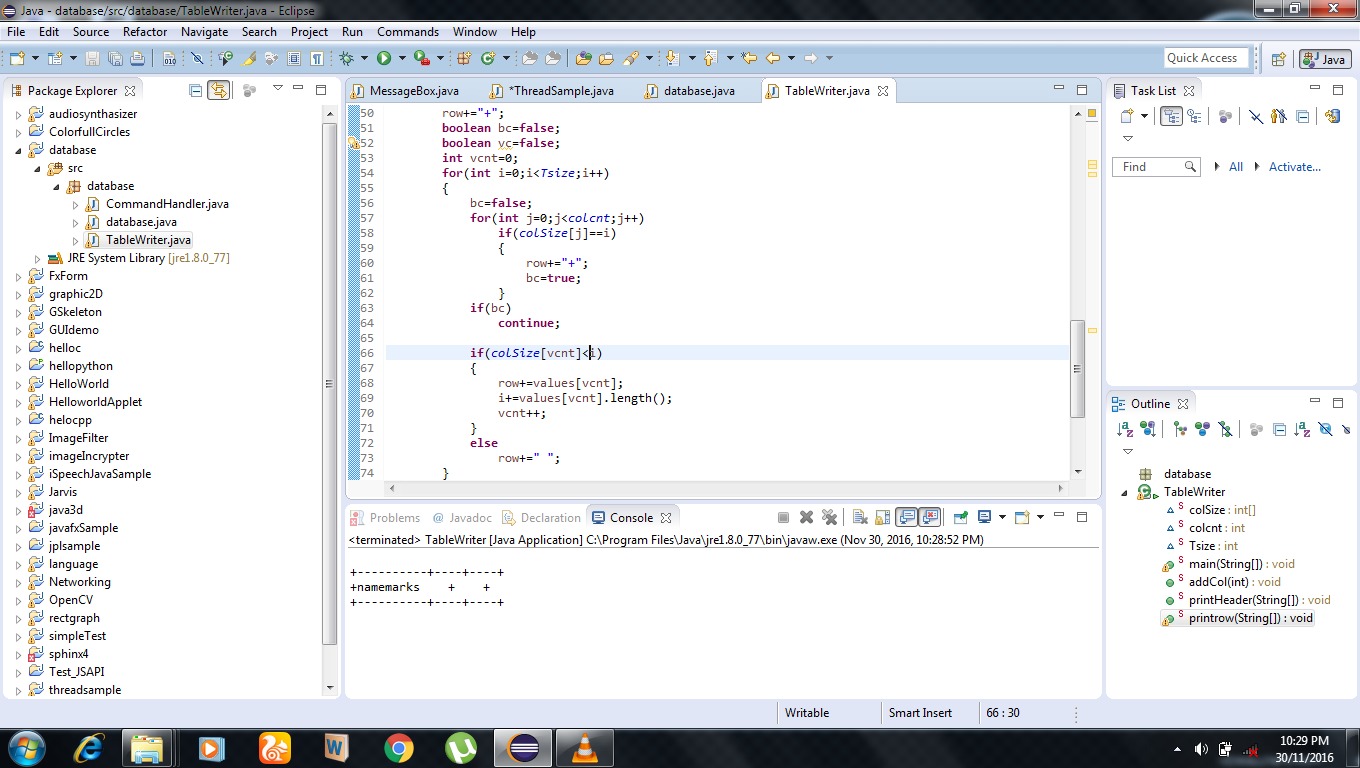 Java - database/src/database/TableWriter.java - Eclipse
File Edit Source Refactor Navigate Search Project Run Commands Window Help
Quick Access
Java
Package Explorer
audiosynthasizer
ColorfullCircles
database
src
database
CommandHandler.java
database.java
TableWriter.java
JRE System Library [jre1.8.0_77]
FxForm
graphic2D
GSkeleton
GUIdemo
helloc
hellopython
HelloWorld
HelloworldApplet
helocpp
ImageFilter
imageIncrypter
iSpeechJavaSample
Jarvis
java3d
javafxSample
jplsample
language
Networking
OpenCV
rectgraph
simpleTest
sphinx4
Test_JSAPI
threadsample
MessageBox.java *ThreadSample.java database.java TableWriter.java
50 row+="+";
51 boolean bc=false;
52 boolean vc=false;
53 int vcnt=0;
54 for(int i=0;i<Tsize;i++)
55 {
56 bc=false;
57 for(int j=0;j<colcnt;j++)
58 if(colSize[j]==i)
59 {
60 row+="+";
61 bc=true;
62 }
63 if(bc)
64 continue;
65
66 if(colSize[vcnt]<i)
67 {
68 row+=values[vcnt];
69 i+=values[vcnt].length();
70 vcnt++;
71 }
72 else
73 row+=" ";
74 }
Problems @ Javadoc Declaration Console
<terminated> TableWriter [Java Application] C:\Program Files\Java\jre1.8.0_77\bin\javaw.exe (Nov 30, 2016, 10:28:52 PM)
+----------+----+----+
+namemarks    +    +
+----------+----+----+
Task List
Find All Activate...
Outline
database
TableWriter
colSize : int[]
colcnt : int
Tsize : int
main(String[]) : void
addCol(int) : void
printHeader(String[]) : void
printrow(String[]) : void
Writable Smart Insert 66 : 30
10:29 PM
30/11/2016